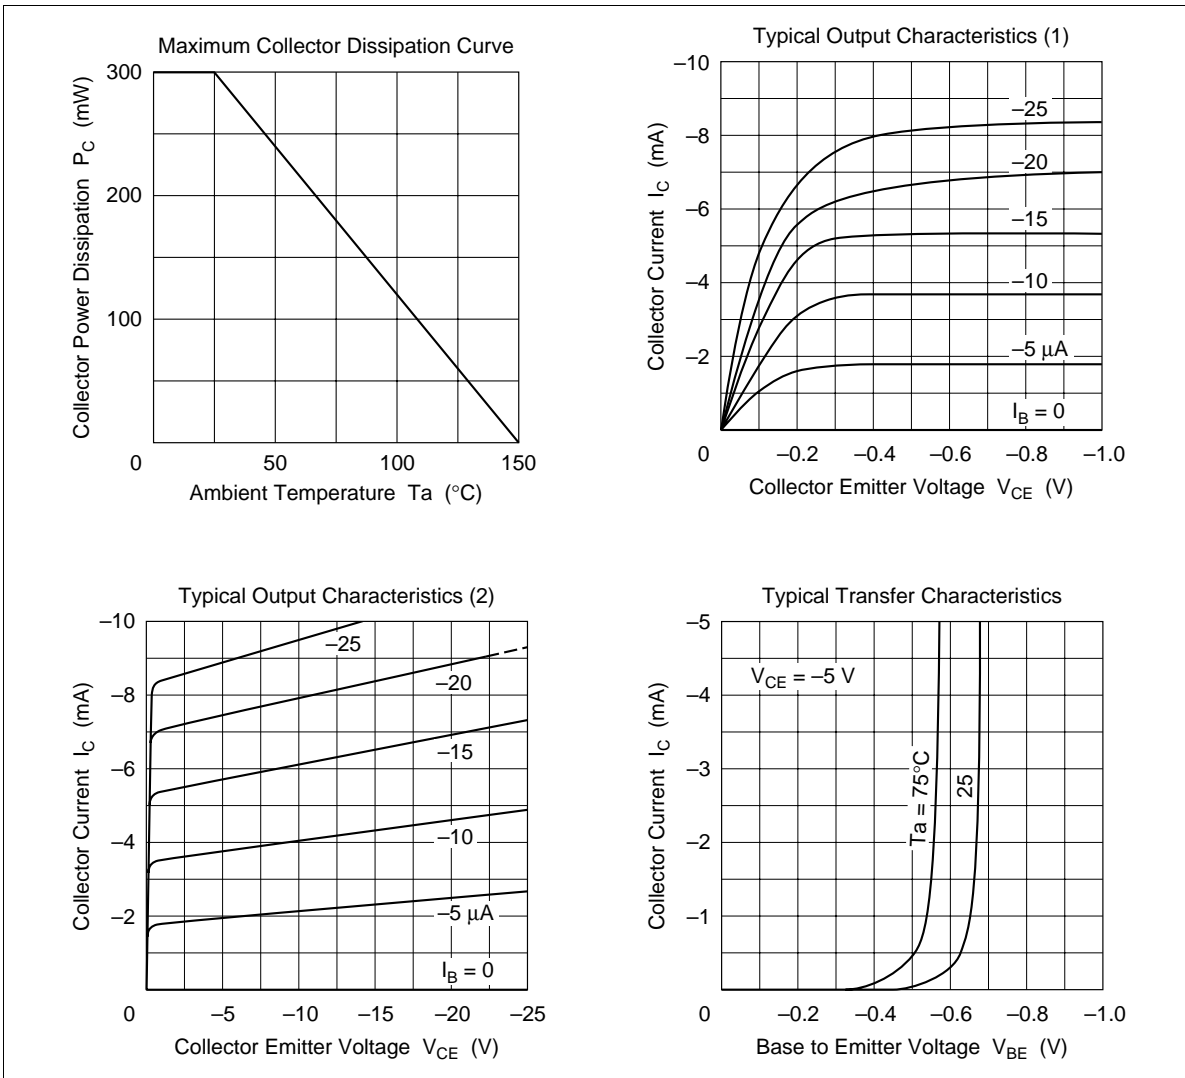 Maximum Collector Dissipation Curve
300
200
100
0
50
100
150
Collector Power Dissipation P_C (mW)
Ambient Temperature Ta (°C)
Typical Output Characteristics (1)
–10
–8
–6
–4
–2
0
–0.2
–0.4
–0.6
–0.8
–1.0
–25
–20
–15
–10
–5 μA
I_B = 0
Collector Current I_C (mA)
Collector Emitter Voltage V_CE (V)
Typical Output Characteristics (2)
–10
–8
–6
–4
–2
0
–5
–10
–15
–20
–25
–25
–20
–15
–10
–5 μA
I_B = 0
Collector Current I_C (mA)
Collector Emitter Voltage V_CE (V)
Typical Transfer Characteristics
–5
–4
–3
–2
–1
0
–0.2
–0.4
–0.6
–0.8
–1.0
V_CE = –5 V
Ta = 75°C
25
Collector Current I_C (mA)
Base to Emitter Voltage V_BE (V)